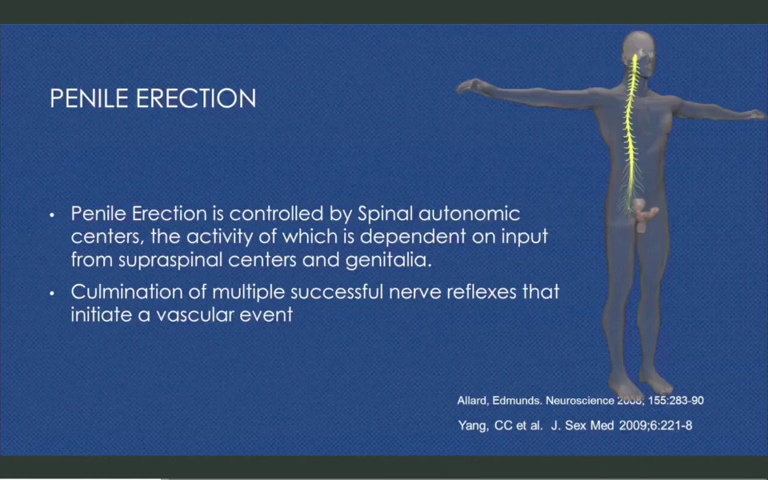 PENILE ERECTION
• Penile Erection is controlled by Spinal autonomic
centers, the activity of which is dependent on input
from supraspinal centers and genitalia.
• Culmination of multiple successful nerve reflexes that
initiate a vascular event
Allard, Edmunds. Neuroscience 2008; 155:283-90
Yang, CC et al. J. Sex Med 2009;6:221-8